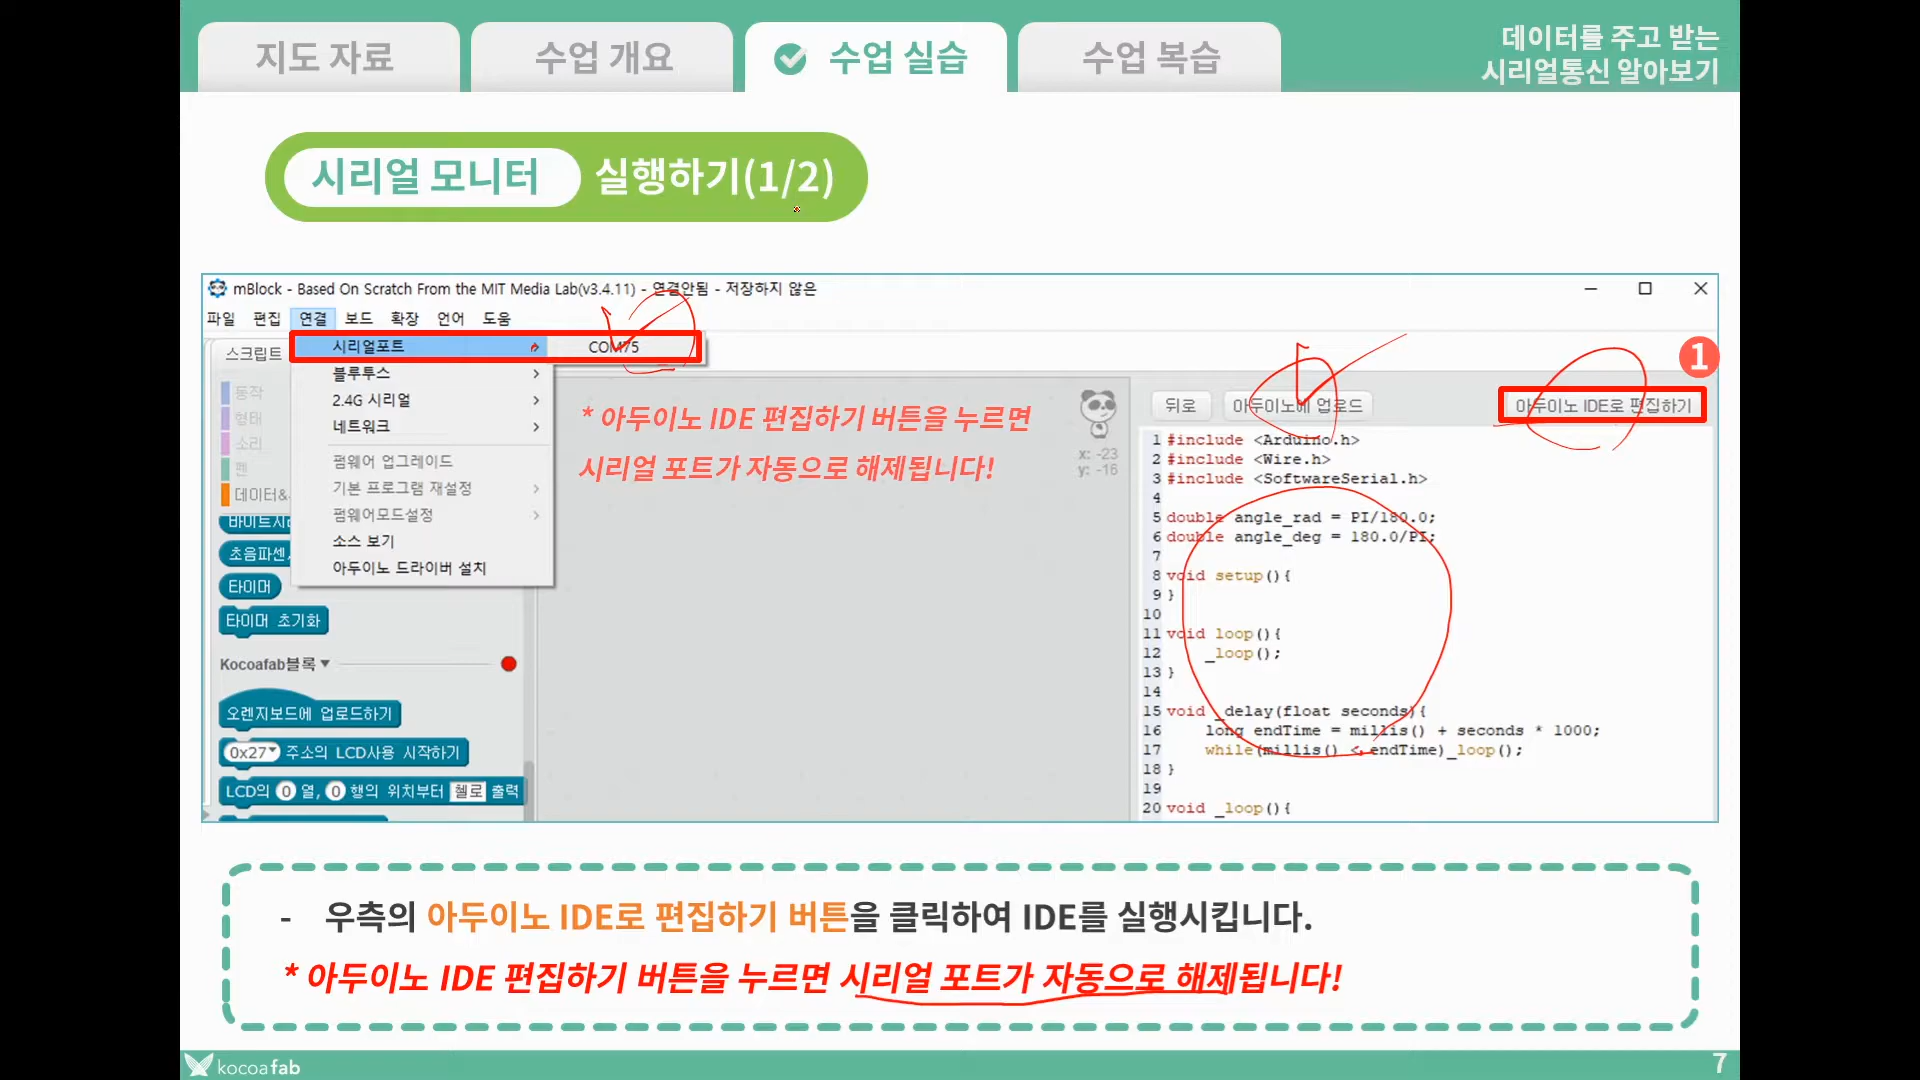 지도 자료
수업 개요
수업 실습
수업 복습
데이터를 주고 받는
시리얼통신 알아보기
시리얼 모니터 실행하기(1/2)
mBlock - Based On Scratch From the MIT Media Lab(v3.4.11) - 연결안됨 - 저장하지 않은
파일 편집 연결 보드 확장 언어 도움
스크립트
시리얼포트
COM75
블루투스
2.4G 시리얼
네트워크
펌웨어 업그레이드
기본 프로그램 재설정
펌웨어모드설정
소스 보기
아두이노 드라이버 설치
동작
형태
소리
펜
데이터&
초음파센
타이머
타이머 초기화
Kocoafab블록
오렌지보드에 업로드하기
0x27 주소의 LCD사용 시작하기
LCD의 0 열, 0 행의 위치부터 헬로 출력
* 아두이노 IDE 편집하기 버튼을 누르면
시리얼 포트가 자동으로 해제됩니다!
x: -23
y: -16
뒤로
아두이노에 업로드
아두이노 IDE로 편집하기
1
1 #include <Arduino.h>
2 #include <Wire.h>
3 #include <SoftwareSerial.h>
4
5 double angle_rad = PI/180.0;
6 double angle_deg = 180.0/PI;
7
8 void setup(){
9 }
10
11 void loop(){
12 _loop();
13 }
14
15 void _delay(float seconds){
16 long endTime = millis() + seconds * 1000;
17 while(millis() < endTime)_loop();
18 }
19
20 void _loop(){
- 우측의 아두이노 IDE로 편집하기 버튼을 클릭하여 IDE를 실행시킵니다.
* 아두이노 IDE 편집하기 버튼을 누르면 시리얼 포트가 자동으로 해제됩니다!
kocoafab
7